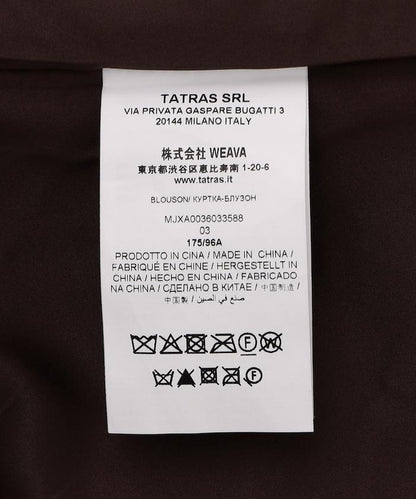 TATRAS SRL
VIA PRIVATA GASPARE BUGATTI 3
20144 MILANO ITALY
株式会社 WEAVA
東京都渋谷区恵比寿南 1-20-6
www.tatras.it
BLOUSON/ КУРТКА-БЛУЗОН
MJXA0036033588
03
175/96A
PRODOTTO IN CINA / MADE IN CHINA /
FABRIQUÉ EN CHINE / HERGESTELLT IN
CHINA / HECHO EN CHINA / FABRICADO
NA CHINA / СДЕЛАНО В КИТАЕ / 中国制造 /
中国製 / صنع في الصين
F
F